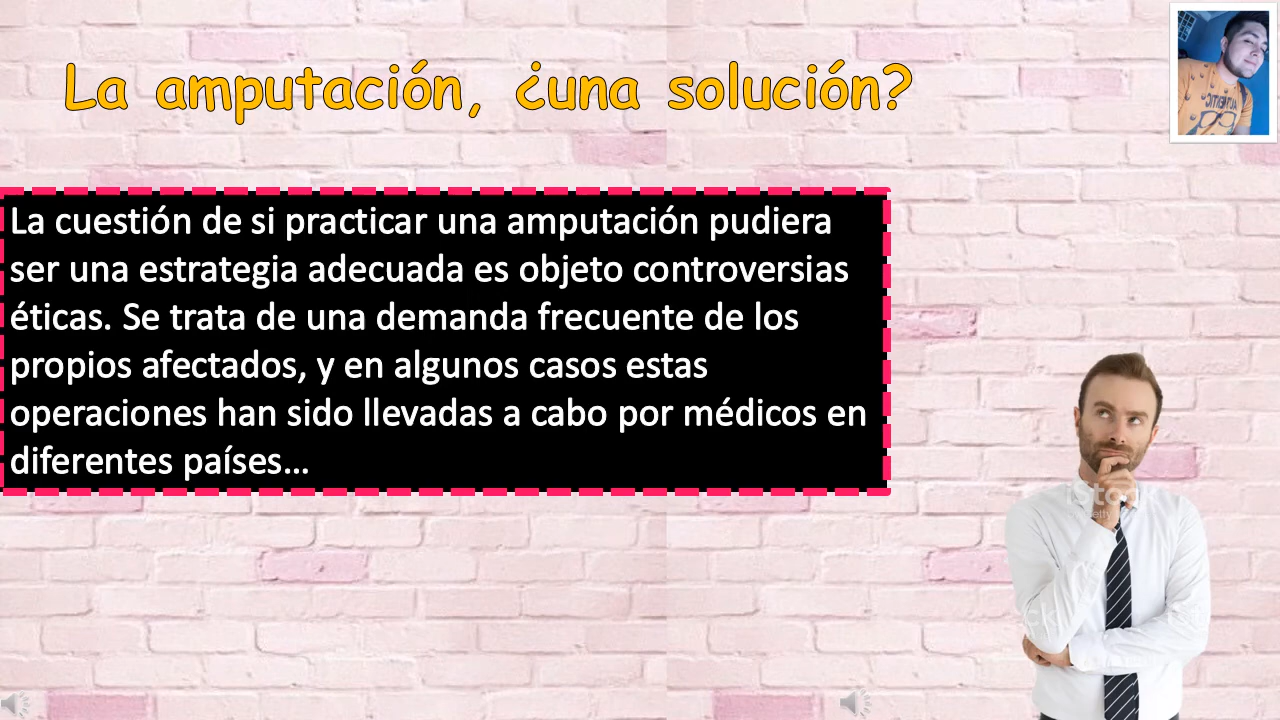 La amputación, ¿una solución?
La cuestión de si practicar una amputación pudiera
ser una estrategia adecuada es objeto controversias
éticas. Se trata de una demanda frecuente de los
propios afectados, y en algunos casos estas
operaciones han sido llevadas a cabo por médicos en
diferentes países…
iStock